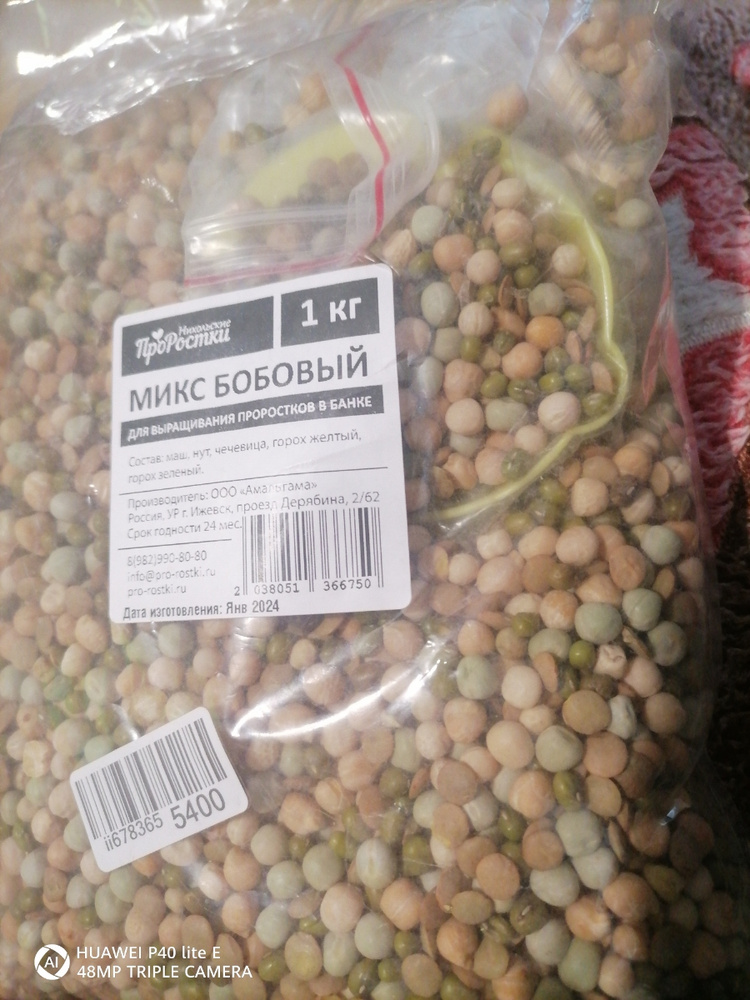 Никольские
ПроРостки
1 кг
МИКС БОБОВЫЙ
ДЛЯ ВЫРАЩИВАНИЯ ПРОРОСТКОВ В БАНКЕ
Состав: маш, нут, чечевица, горох желтый,
горох зеленый.
Производитель: ООО «Амальгама»
Россия, УР г. Ижевск, проезд Дерябина, 2/62
Срок годности 24 мес.
8(982)990-80-80
info@pro-rostki.ru
pro-rostki.ru
2 038051 366750
Дата изготовления: Янв 2024
ii678365 5400
AI
HUAWEI P40 lite E
48MP TRIPLE CAMERA